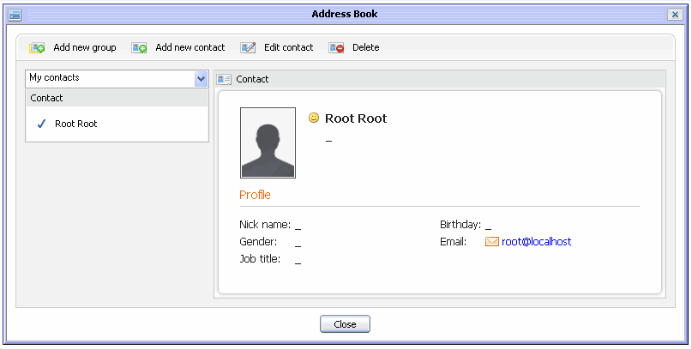 Address Book
Add new group Add new contact Edit contact Delete
My contacts
Contact
Root Root
Contact
Root Root
_
Profile
Nick name: _ Birthday: _
Gender: _ Email: root@localhost
Job title: _
Close